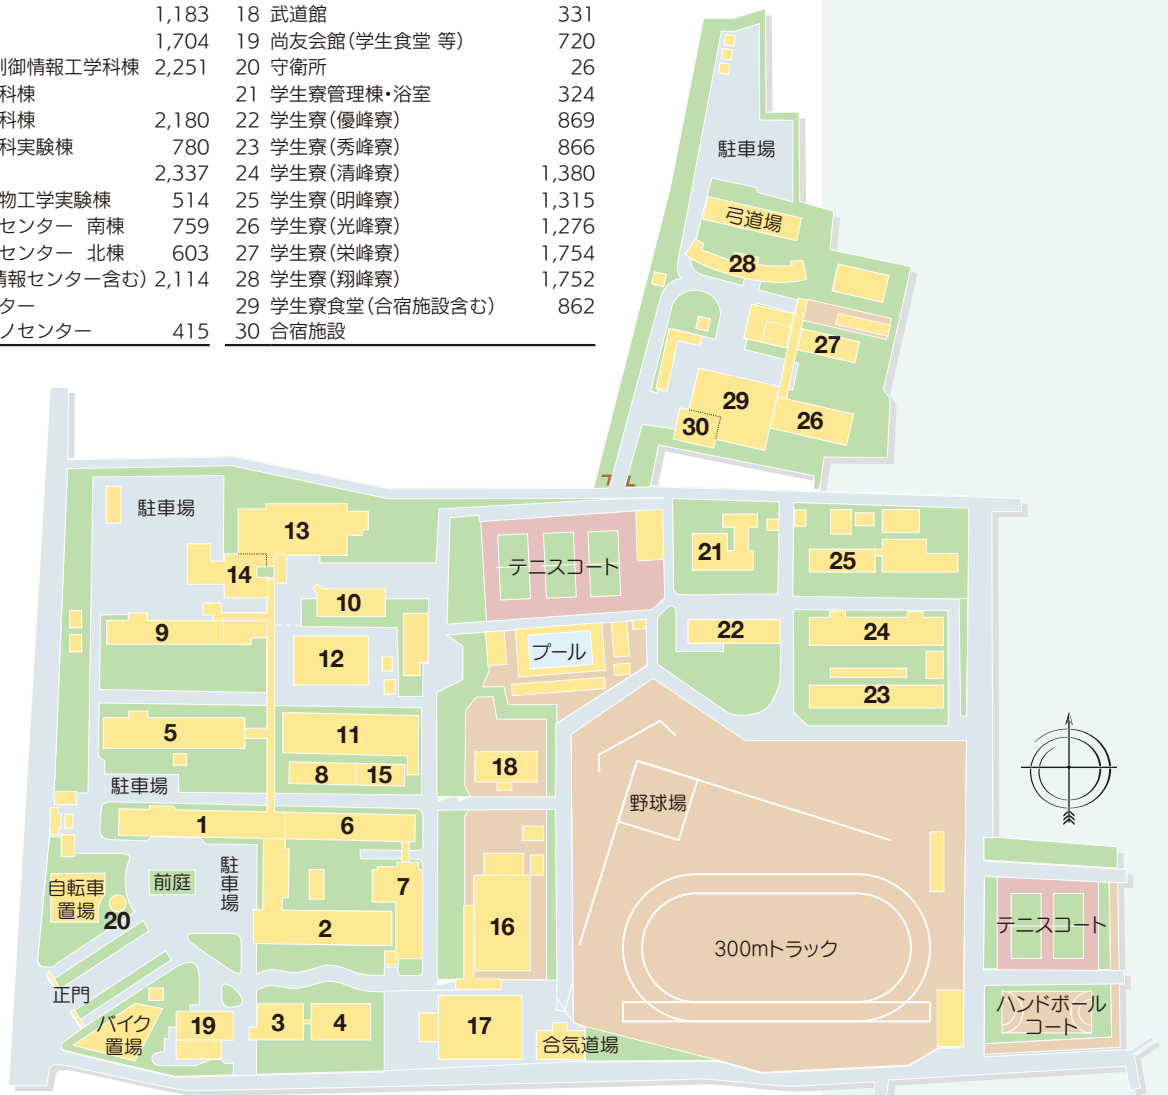 1,183
1,704
制御情報工学科棟 2,251
科棟
科棟 2,180
科実験棟 780
2,337
物工学実験棟 514
センター 南棟 759
センター 北棟 603
情報センター含む) 2,114
ター
ノセンター 415
18 武道館 331
19 尚友会館(学生食堂 等) 720
20 守衛所 26
21 学生寮管理棟・浴室 324
22 学生寮(優峰寮) 869
23 学生寮(秀峰寮) 866
24 学生寮(清峰寮) 1,380
25 学生寮(明峰寮) 1,315
26 学生寮(光峰寮) 1,276
27 学生寮(栄峰寮) 1,754
28 学生寮(翔峰寮) 1,752
29 学生寮食堂(合宿施設含む) 862
30 合宿施設
駐車場
弓道場
28
27
29
26
30
駐車場
13
テニスコート
21
25
14
10
9
12
プール
22
24
23
5
11
8
15
18
駐車場
野球場
1
6
駐車場
前庭
自転車
置場
20
7
2
16
300mトラック
テニスコート
正門
バイク
置場
19
3
4
17
合気道場
ハンドボール
コート